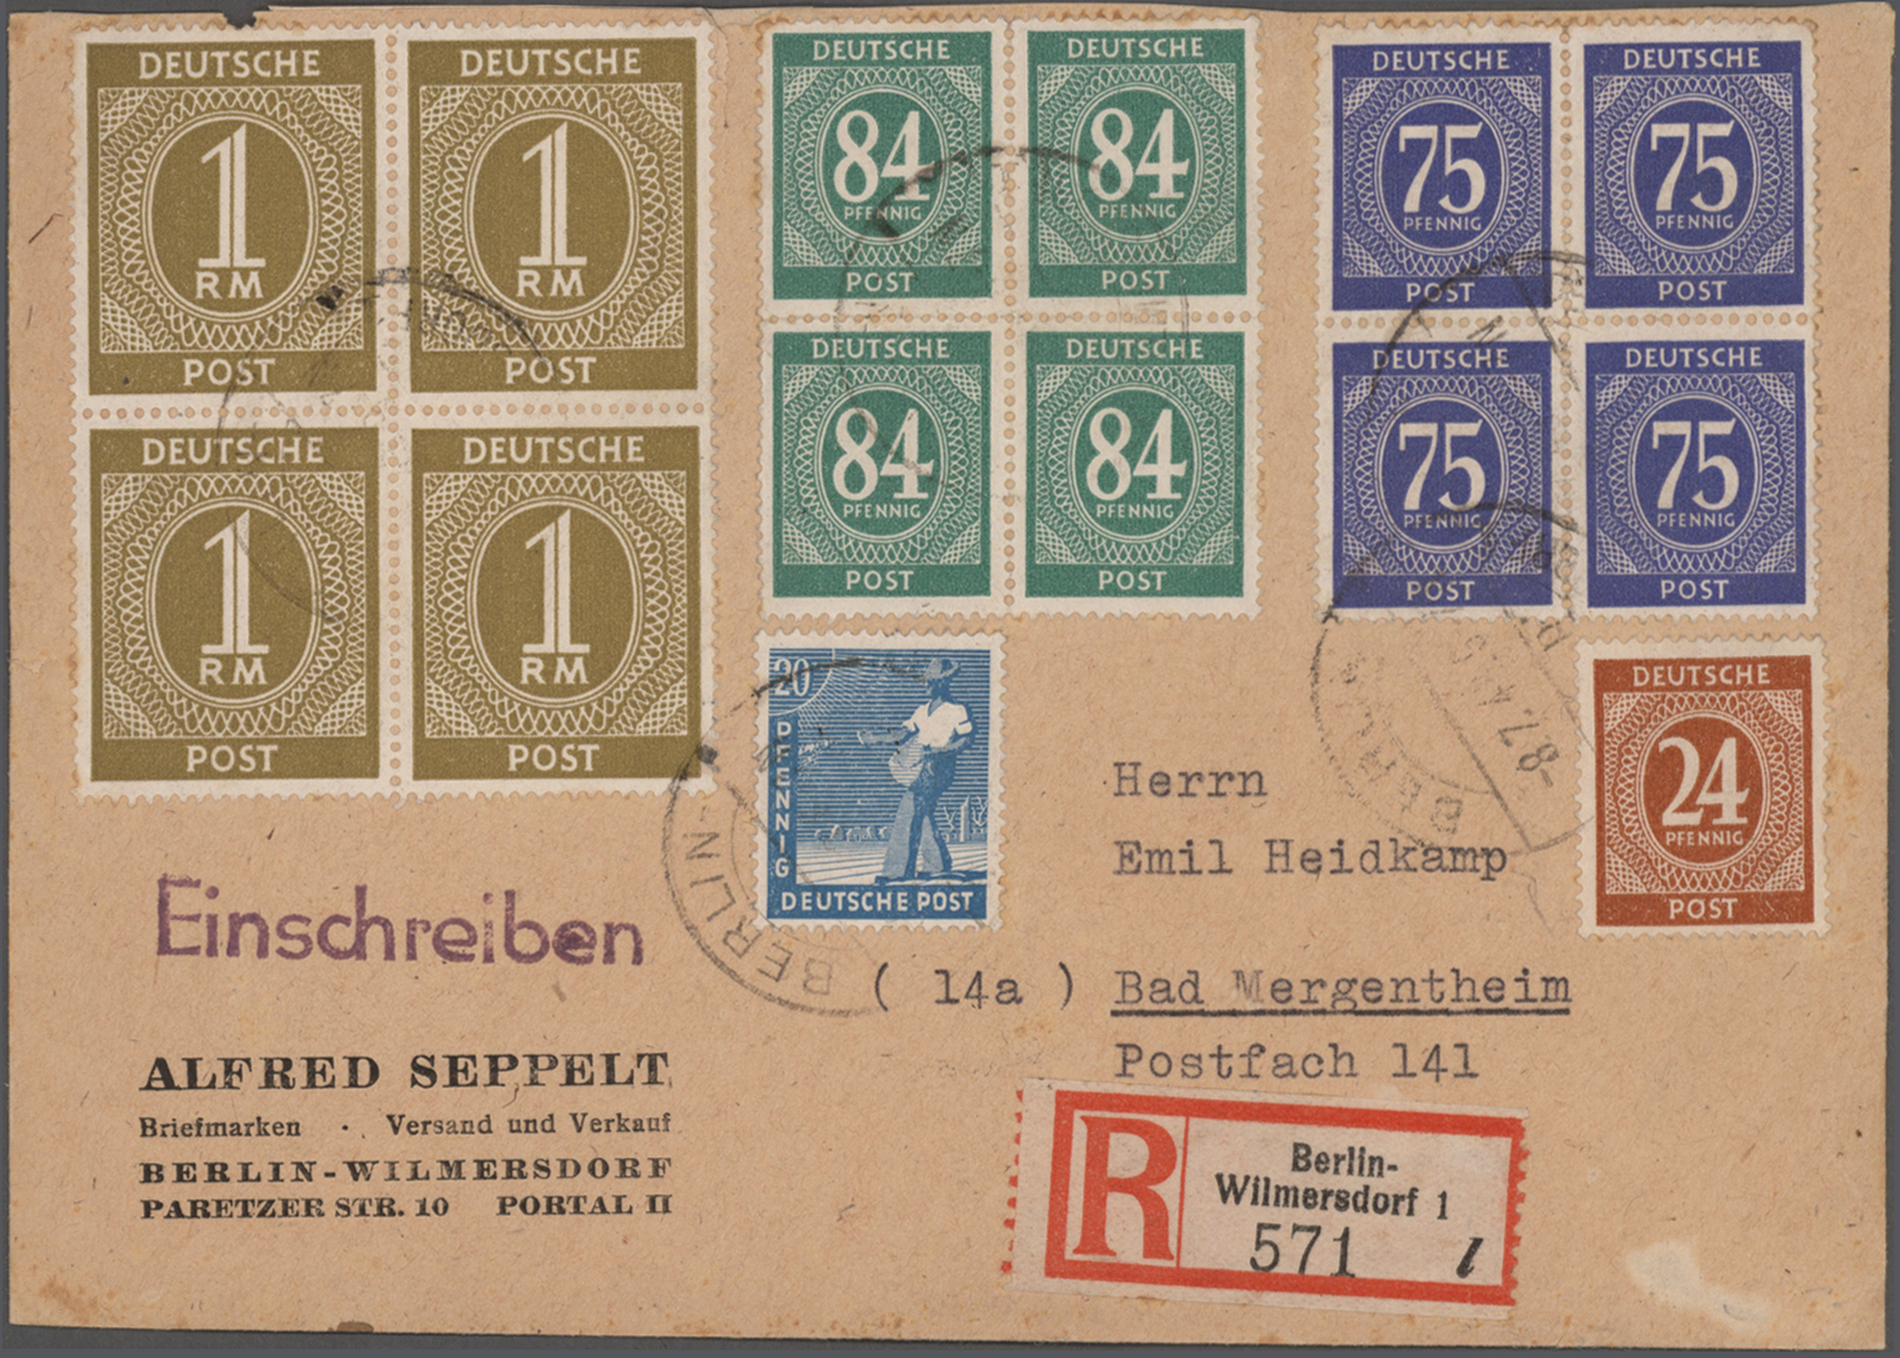 DEUTSCHE
1
RM
POST
DEUTSCHE
1
RM
POST
DEUTSCHE
1
RM
POST
DEUTSCHE
1
RM
POST
DEUTSCHE
84
PFENNIG
POST
DEUTSCHE
84
PFENNIG
POST
DEUTSCHE
84
PFENNIG
POST
DEUTSCHE
84
PFENNIG
POST
DEUTSCHE
75
PFENNIG
POST
DEUTSCHE
75
PFENNIG
POST
DEUTSCHE
75
PFENNIG
POST
DEUTSCHE
75
PFENNIG
POST
20
PFENNIG
DEUTSCHE POST
BERLIN-
DEUTSCHE
24
PFENNIG
POST
Herrn
Emil Heidkamp
( 14a ) Bad Mergentheim
Postfach 141
Einschreiben
ALFRED SEPPELT
Briefmarken · Versand und Verkauf
BERLIN-WILMERSDORF
PARETZER STR. 10 PORTAL II
R
Berlin-
Wilmersdorf 1
571 l